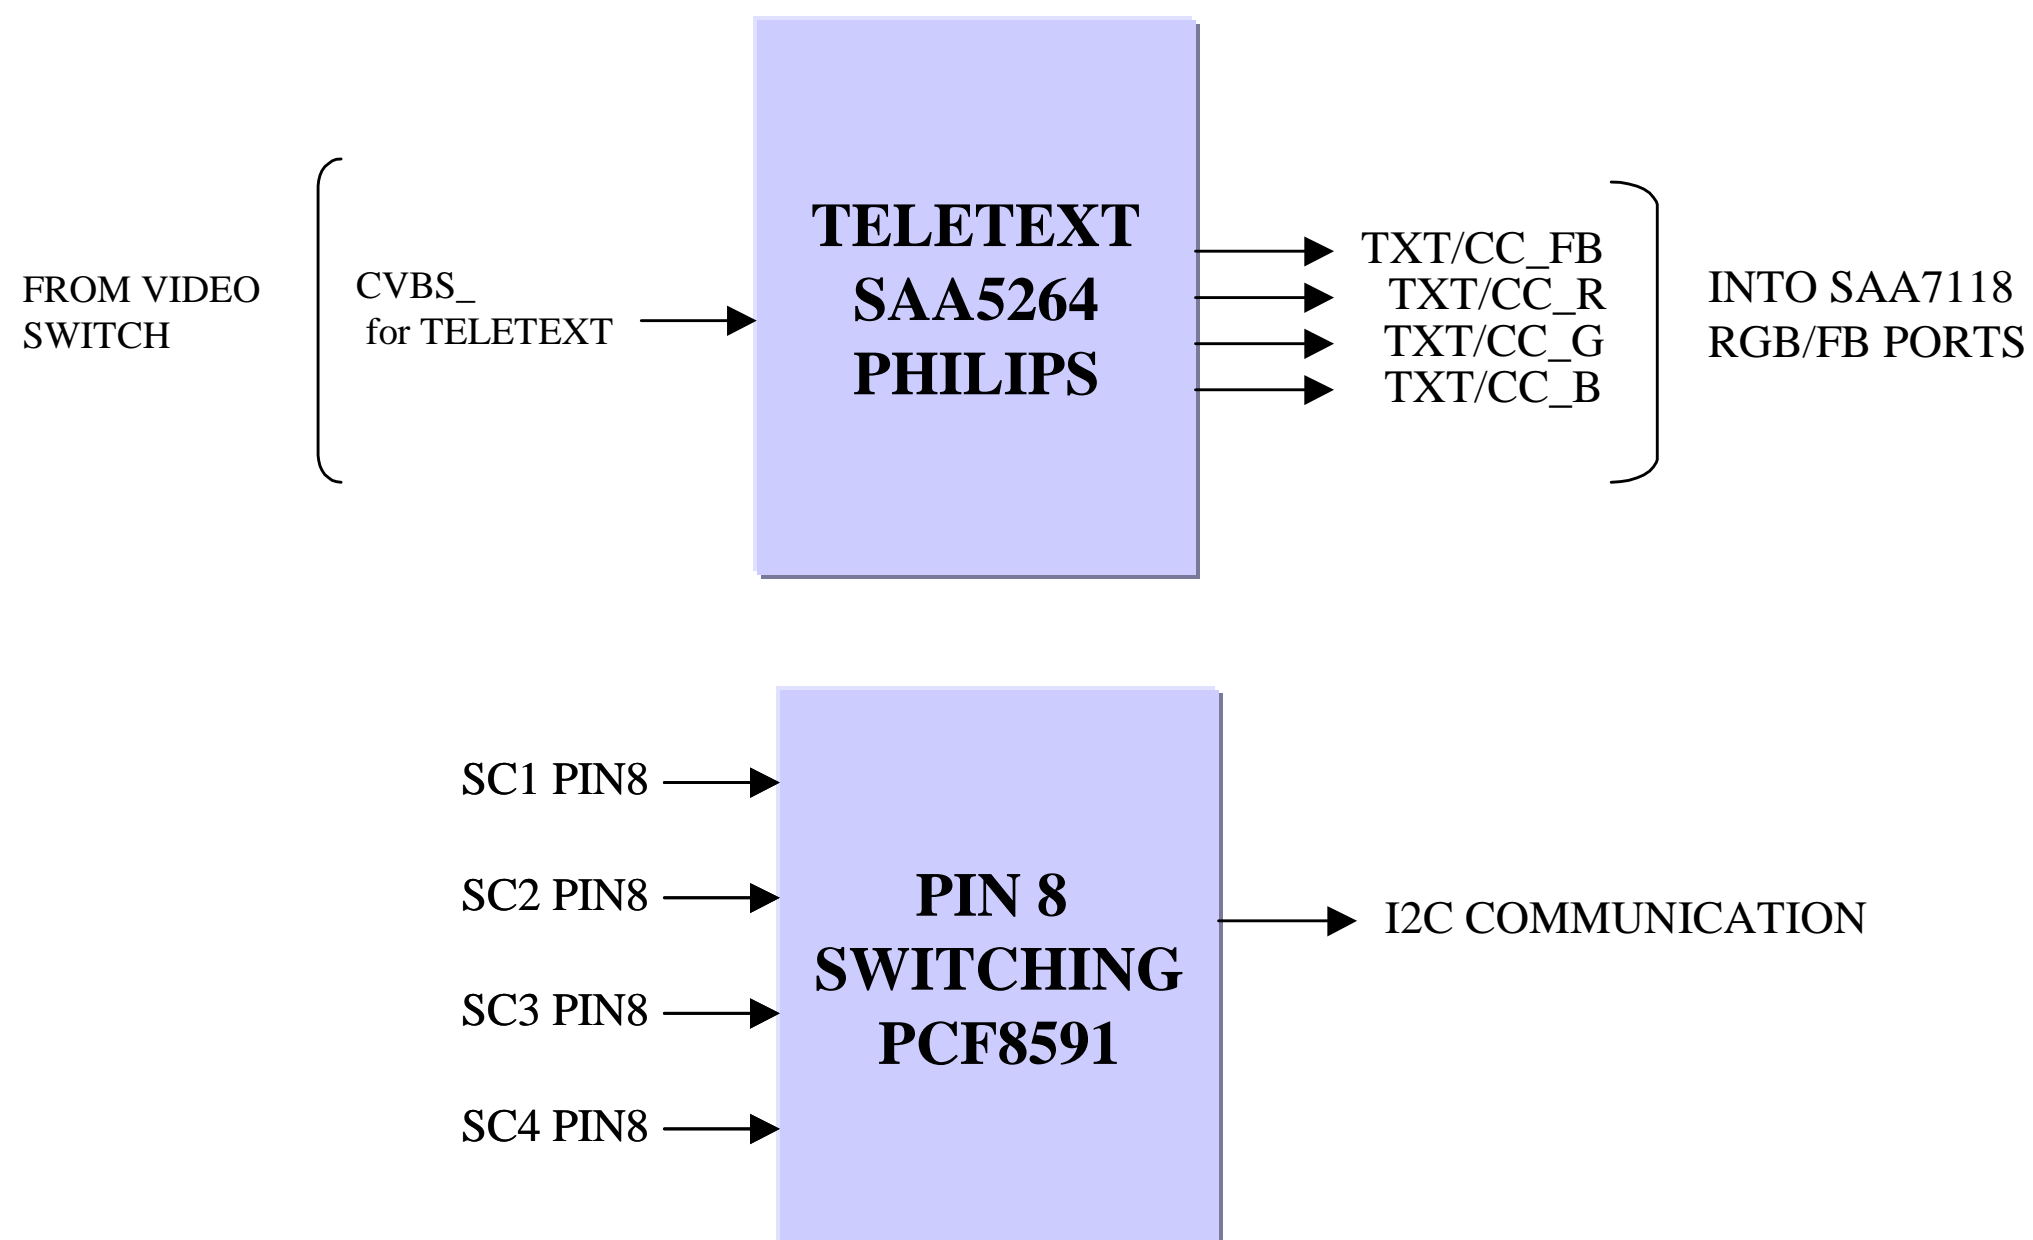 FROM VIDEO
SWITCH
CVBS_
for TELETEXT
TELETEXT
SAA5264
PHILIPS
TXT/CC_FB
TXT/CC_R
TXT/CC_G
TXT/CC_B
INTO SAA7118
RGB/FB PORTS
SC1 PIN8
SC2 PIN8
SC3 PIN8
SC4 PIN8
PIN 8
SWITCHING
PCF8591
I2C COMMUNICATION